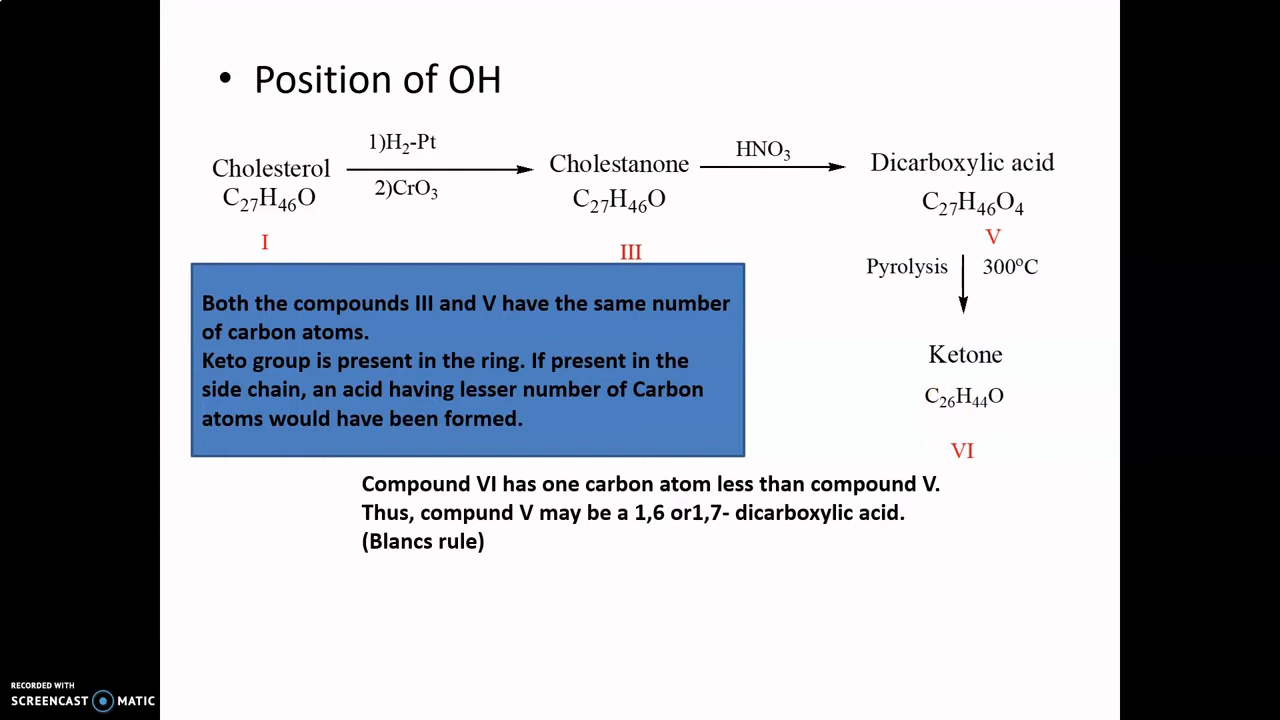 • Position of OH
1)H₂-Pt
Cholesterol
2)CrO₃
C₂₇H₄₆O
I
Cholestanone
C₂₇H₄₆O
III
HNO₃
Dicarboxylic acid
C₂₇H₄₆O₄
V
Pyrolysis 300°C
Ketone
C₂₆H₄₄O
VI
Both the compounds III and V have the same number
of carbon atoms.
Keto group is present in the ring. If present in the
side chain, an acid having lesser number of Carbon
atoms would have been formed.
Compound VI has one carbon atom less than compound V.
Thus, compund V may be a 1,6 or1,7- dicarboxylic acid.
(Blancs rule)
RECORDED WITH
SCREENCAST MATIC